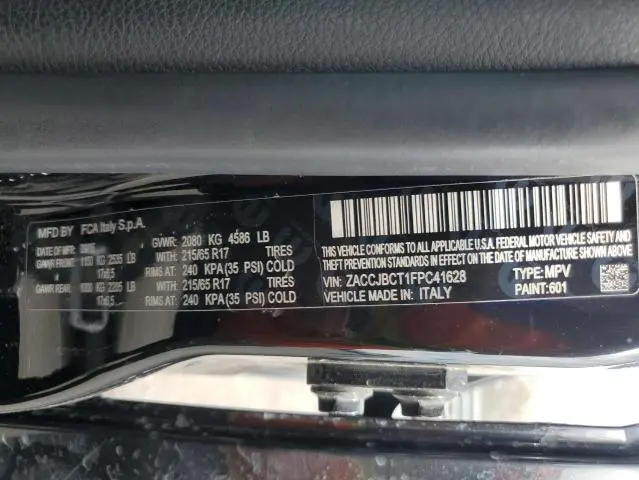 MFD BY FCA Italy S.p.A.
DATE OF MFR: GVWR: 2080 KG 4586 LB
GAWR FRONT: 1150 KG 2535 LB WITH 215/65 R17 TIRES
17x6.5 RIMS AT: 240 KPA (35 PSI) COLD
GAWR REAR: KG 2205 LB WITH: 215/65 R17 TIRES
17x6.5 RIMS AT: 240 KPA (35 PSI) COLD
THIS VEHICLE CONFORMS TO ALL APPLICABLE U.S.A. FEDERAL MOTOR VEHICLE SAFETY AND
THEFT PREVENTION STANDARDS IN EFFECT ON THE DATE OF MANUFACTURE SHOWN ABOVE.
VIN: ZACCJBCT1FPC41628 TYPE: MPV
VEHICLE MADE IN: ITALY PAINT: 601